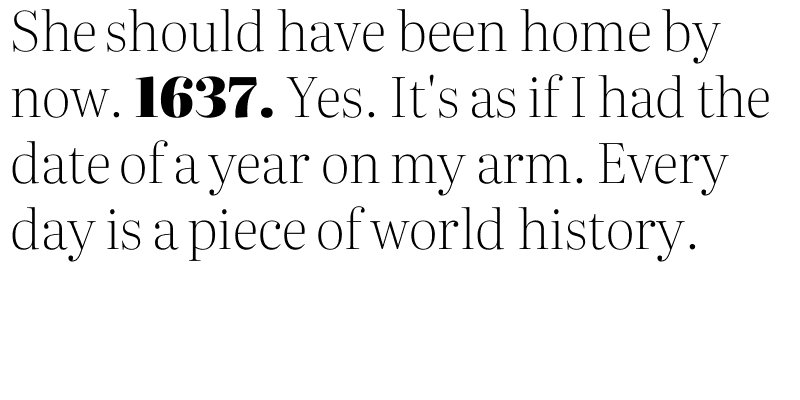 She should have been home by
now. 1637. Yes. It's as if I had the
date of a year on my arm. Every
day is a piece of world history.